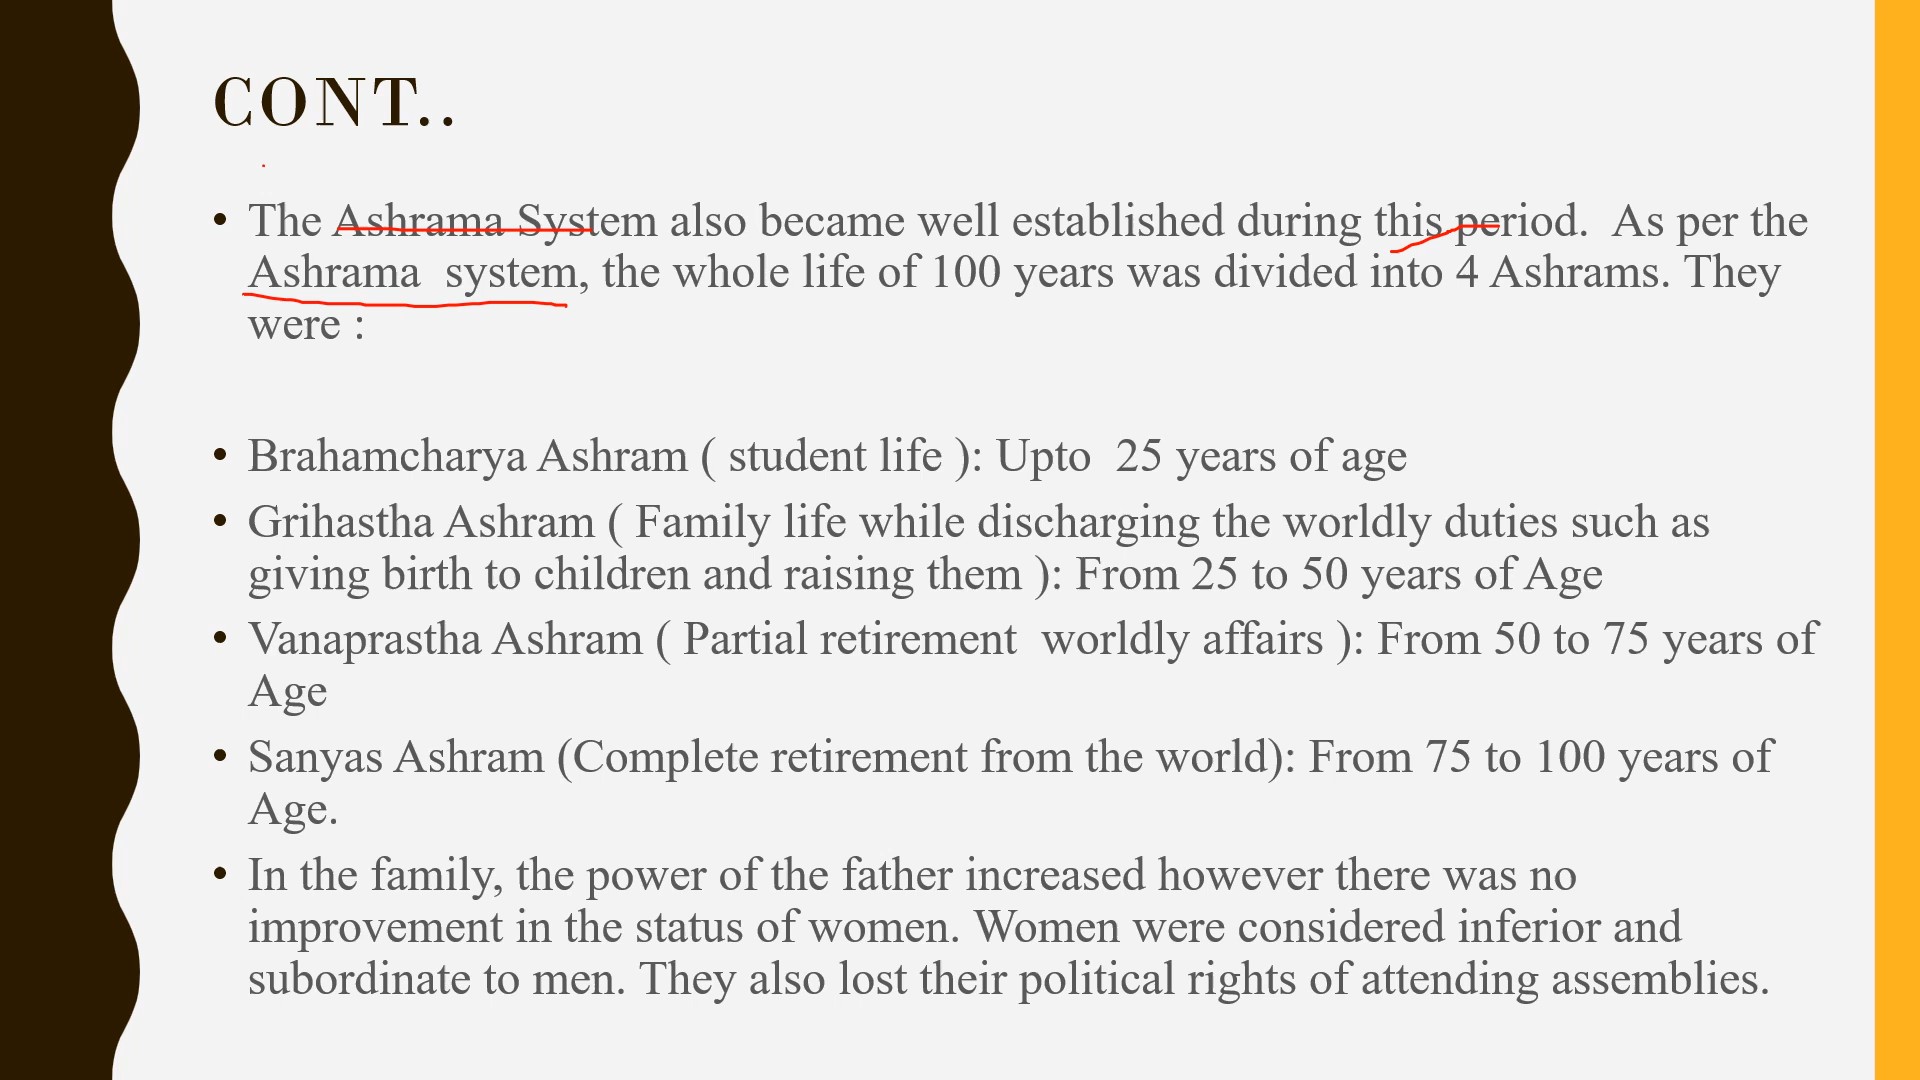 CONT..
• The Ashrama System also became well established during this period.  As per the
Ashrama  system, the whole life of 100 years was divided into 4 Ashrams. They
were :
• Brahamcharya Ashram ( student life ): Upto  25 years of age
• Grihastha Ashram ( Family life while discharging the worldly duties such as
giving birth to children and raising them ): From 25 to 50 years of Age
• Vanaprastha Ashram ( Partial retirement  worldly affairs ): From 50 to 75 years of
Age
• Sanyas Ashram (Complete retirement from the world): From 75 to 100 years of
Age.
• In the family, the power of the father increased however there was no
improvement in the status of women. Women were considered inferior and
subordinate to men. They also lost their political rights of attending assemblies.